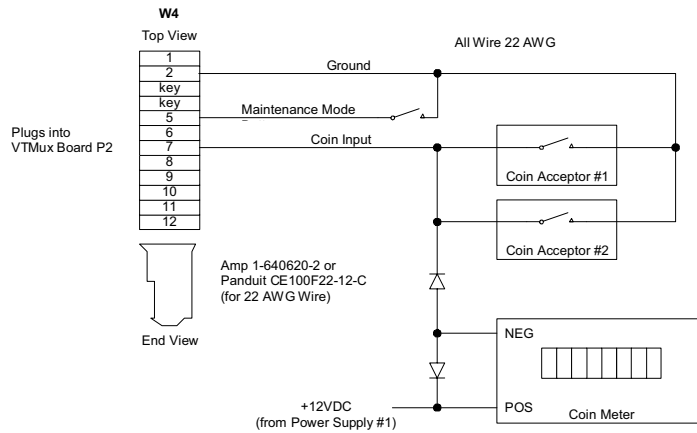 W4
Top View
All Wire 22 AWG
1
2
key
key
5
6
7
8
9
10
11
12
Ground
Maintenance Mode
Coin Input
Plugs into
VTMux Board P2
Coin Acceptor #1
Coin Acceptor #2
Amp 1-640620-2 or
Panduit CE100F22-12-C
(for 22 AWG Wire)
End View
NEG
POS
Coin Meter
+12VDC
(from Power Supply #1)